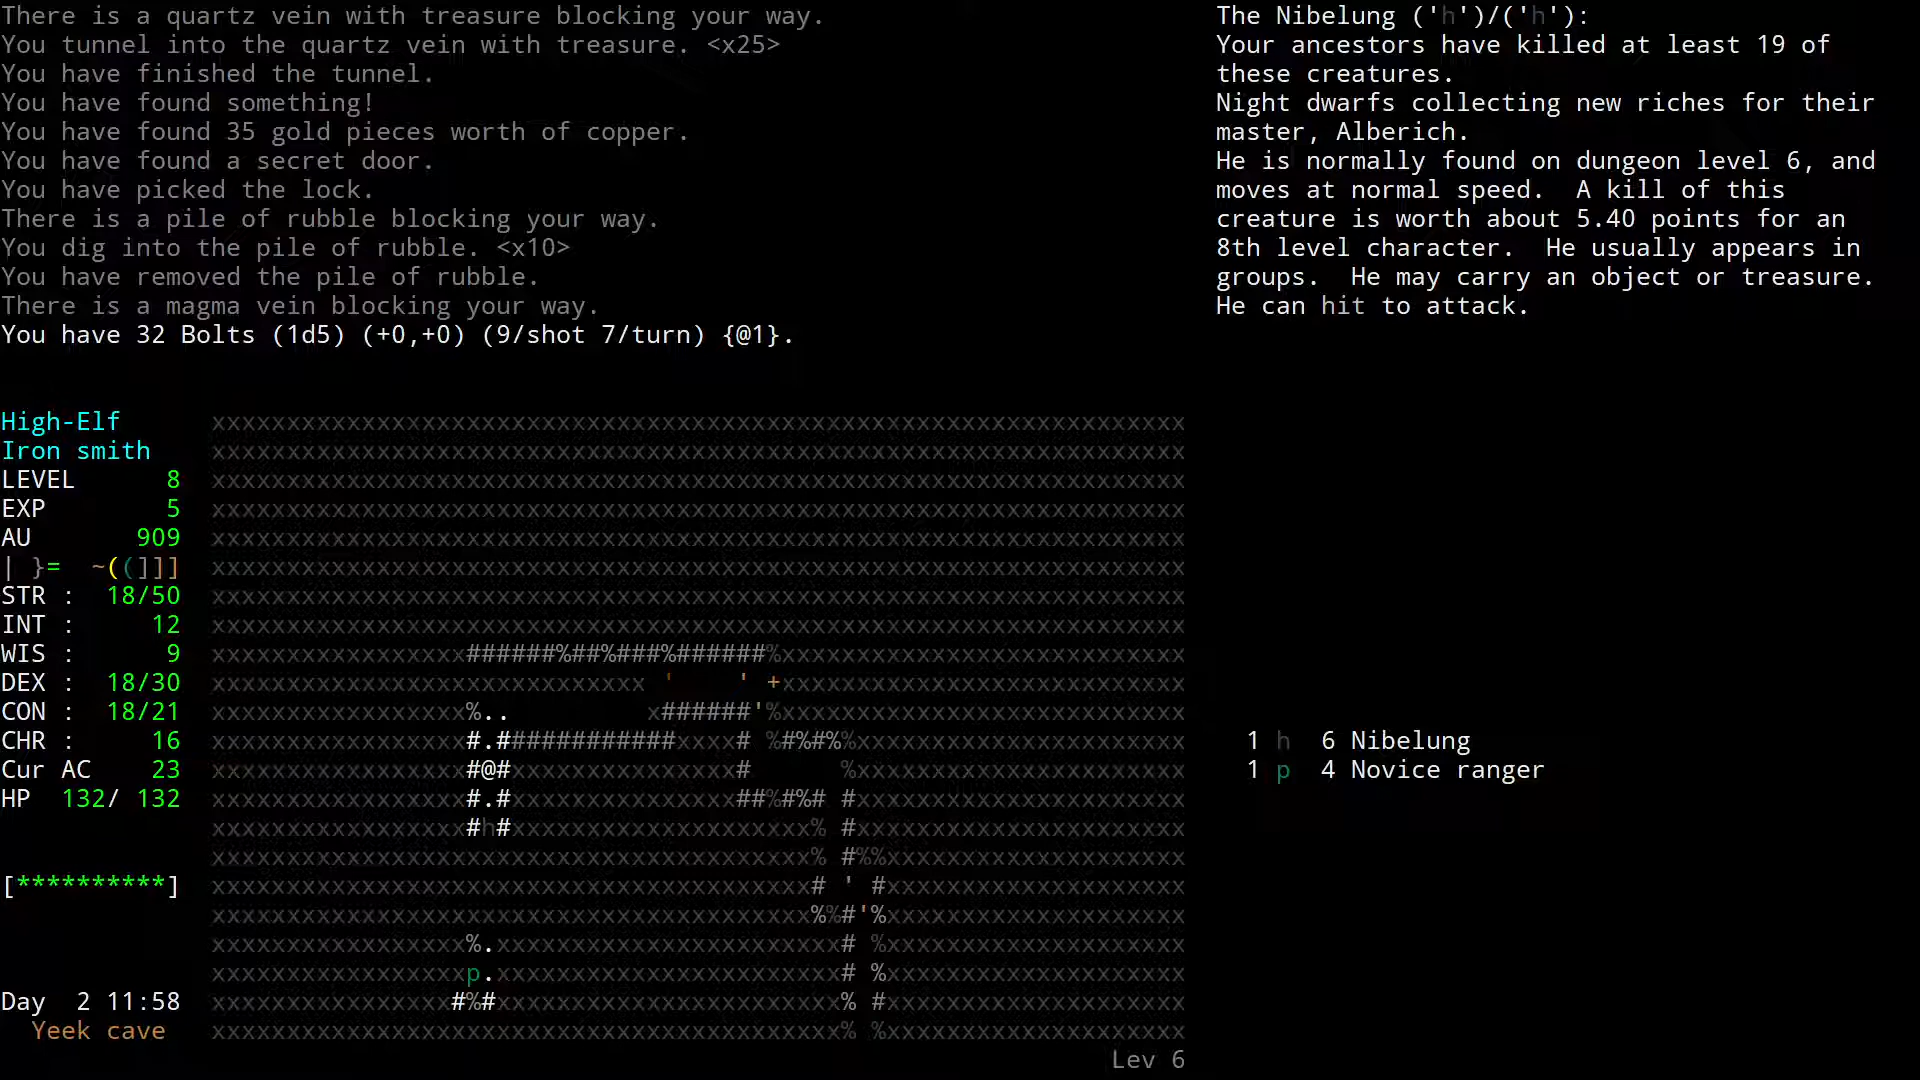 There is a quartz vein with treasure blocking your way.
You tunnel into the quartz vein with treasure. <x25>
You have finished the tunnel.
You have found something!
You have found 35 gold pieces worth of copper.
You have found a secret door.
You have picked the lock.
There is a pile of rubble blocking your way.
You dig into the pile of rubble. <x10>
You have removed the pile of rubble.
There is a magma vein blocking your way.
You have 32 Bolts (1d5) (+0,+0) (9/shot 7/turn) {@1}.
The Nibelung ('h')/('h'):
Your ancestors have killed at least 19 of
these creatures.
Night dwarfs collecting new riches for their
master, Alberich.
He is normally found on dungeon level 6, and
moves at normal speed.  A kill of this
creature is worth about 5.40 points for an
8th level character.  He usually appears in
groups.  He may carry an object or treasure.
He can hit to attack.
High-Elf
Iron smith
LEVEL 8
EXP 5
AU 909
| }=  ~((]]]
STR : 18/50
INT : 12
WIS : 9
DEX : 18/30
CON : 18/21
CHR : 16
Cur AC 23
HP 132/ 132
[**********]
Day 2 11:58
Yeek cave
1 h 6 Nibelung
1 p 4 Novice ranger
Lev 6